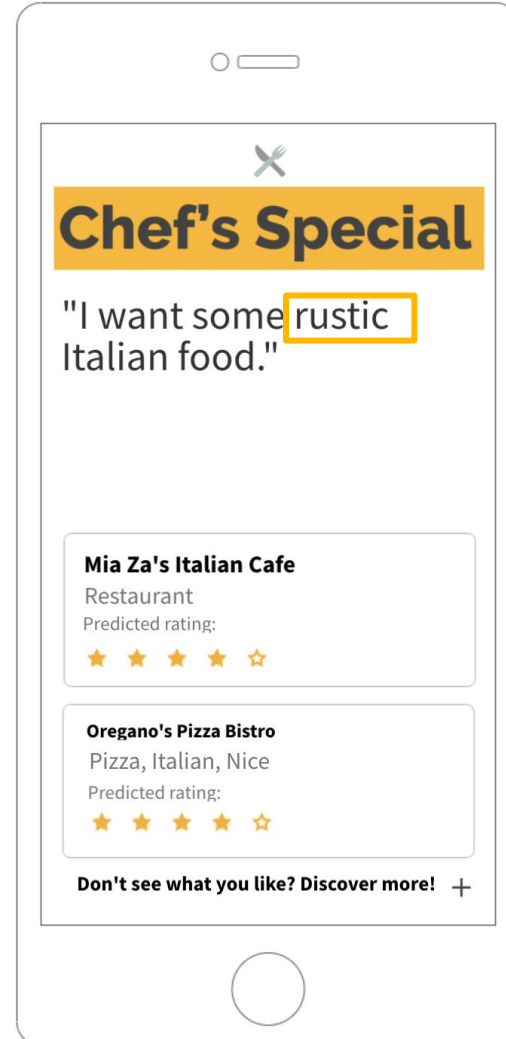 Chef’s Special
"I want some rustic
Italian food."
Mia Za's Italian Cafe
Restaurant
Predicted rating:
Oregano's Pizza Bistro
Pizza, Italian, Nice
Predicted rating:
Don't see what you like? Discover more! +